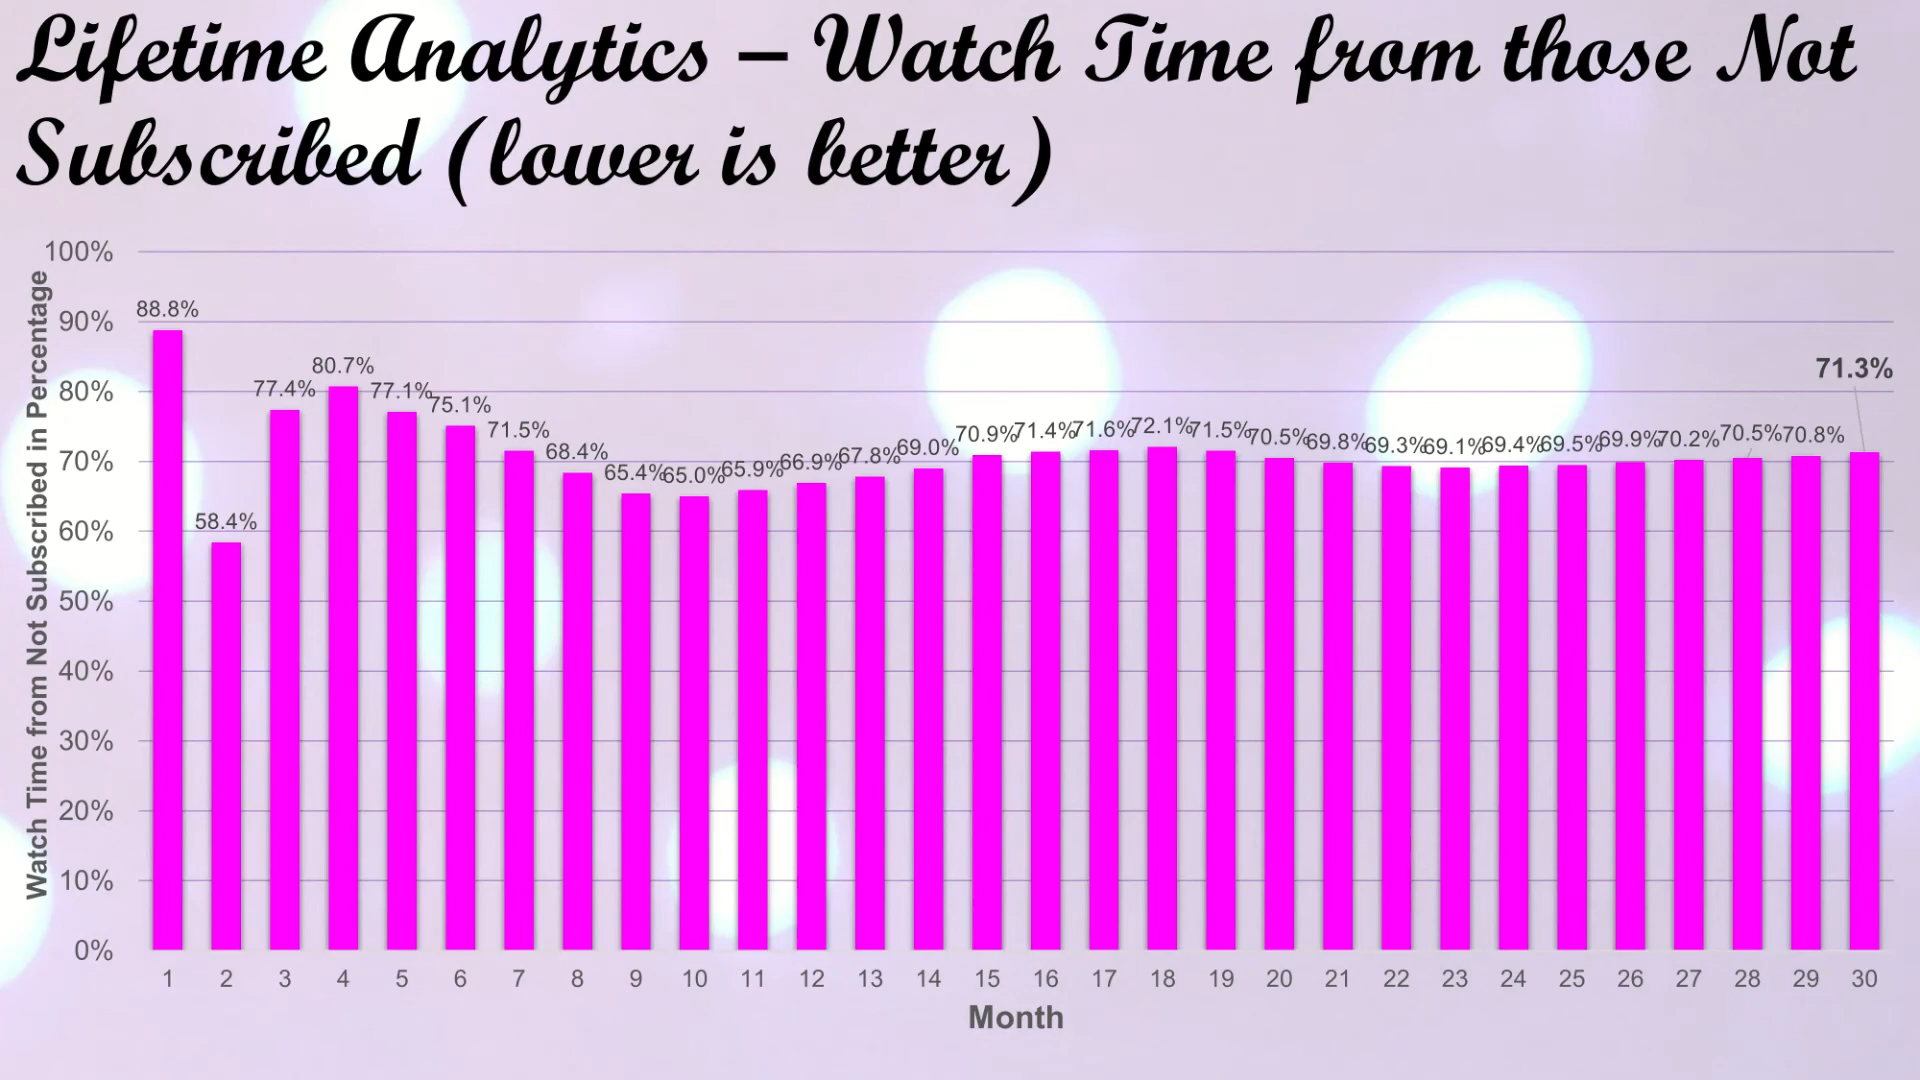 Lifetime Analytics – Watch Time from those Not
Subscribed (lower is better)
Watch Time from Not Subscribed in Percentage
100%
90%
80%
70%
60%
50%
40%
30%
20%
10%
0%
88.8% 58.4% 77.4% 80.7% 77.1% 75.1% 71.5% 68.4% 65.4% 65.0% 65.9% 66.9% 67.8% 69.0% 70.9% 71.4% 71.6% 72.1% 71.5% 70.5% 69.8% 69.3% 69.1% 69.4% 69.5% 69.9% 70.2% 70.5% 70.8% 71.3%
1 2 3 4 5 6 7 8 9 10 11 12 13 14 15 16 17 18 19 20 21 22 23 24 25 26 27 28 29 30
Month